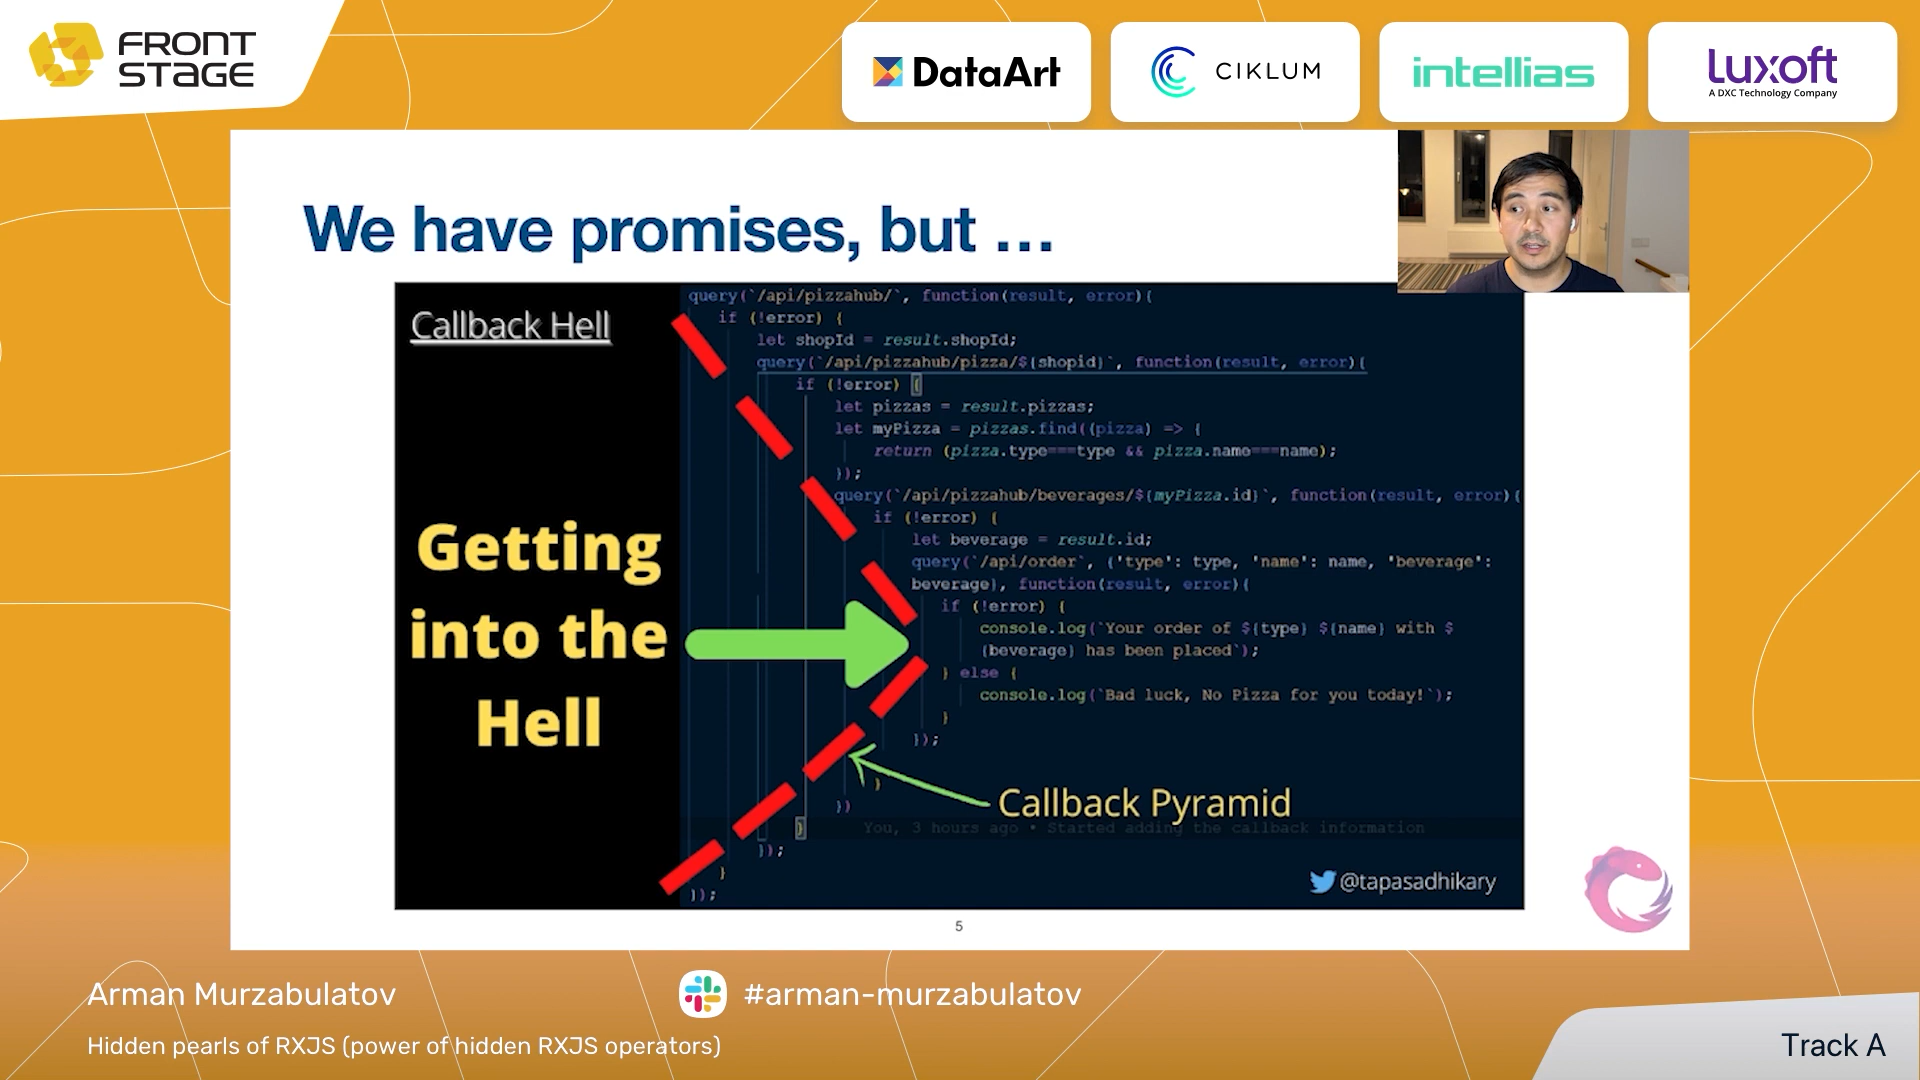 FRONT
STAGE
DataArt
CIKLUM
intellias
Luxoft
A DXC Technology Company
We have promises, but ...
Callback Hell
Getting
into the
Hell
query(`/api/pizzahub/`, function(result, error){
if (!error) {
let shopId = result.shopId;
query(`/api/pizzahub/pizza/${shopid}`, function(result, error){
if (!error) {
let pizzas = result.pizzas;
let myPizza = pizzas.find((pizza) => {
return (pizza.type===type && pizza.name===name);
});
query(`/api/pizzahub/beverages/${myPizza.id}`, function(result, error){
if (!error) {
let beverage = result.id;
query(`/api/order`, {'type': type, 'name': name, 'beverage':
beverage}, function(result, error){
if (!error) {
console.log(`Your order of ${type} ${name} with $
{beverage} has been placed`);
} else {
console.log(`Bad luck, No Pizza for you today!`);
}
});
}
})
}
You, 3 hours ago • Started adding the callback information
});
}
});
Callback Pyramid
@tapasadhikary
5
Arman Murzabulatov
#arman-murzabulatov
Hidden pearls of RXJS (power of hidden RXJS operators)
Track A